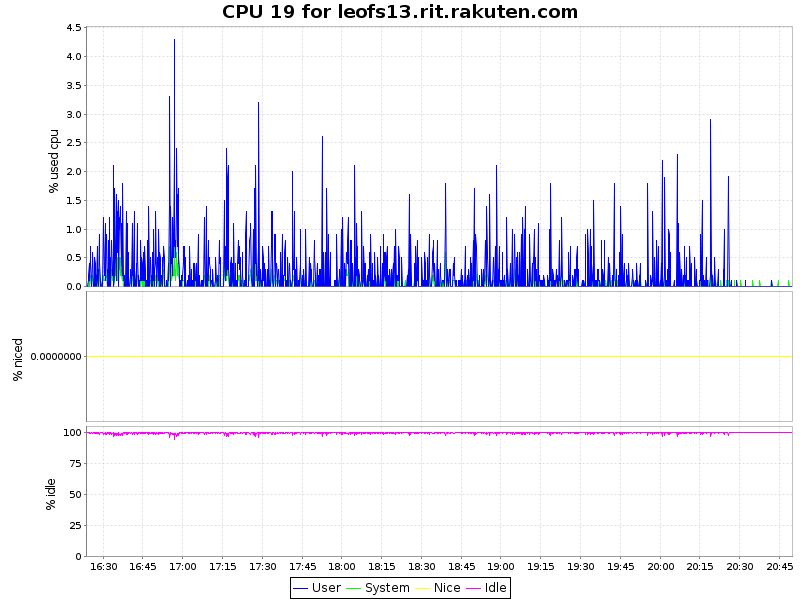 CPU 19 for leofs13.rit.rakuten.com
% used cpu
4.5
4.0
3.5
3.0
2.5
2.0
1.5
1.0
0.5
0.0
% niced
0.0000000
% idle
100
75
50
25
0
16:30 16:45 17:00 17:15 17:30 17:45 18:00 18:15 18:30 18:45 19:00 19:15 19:30 19:45 20:00 20:15 20:30 20:45
User System Nice Idle